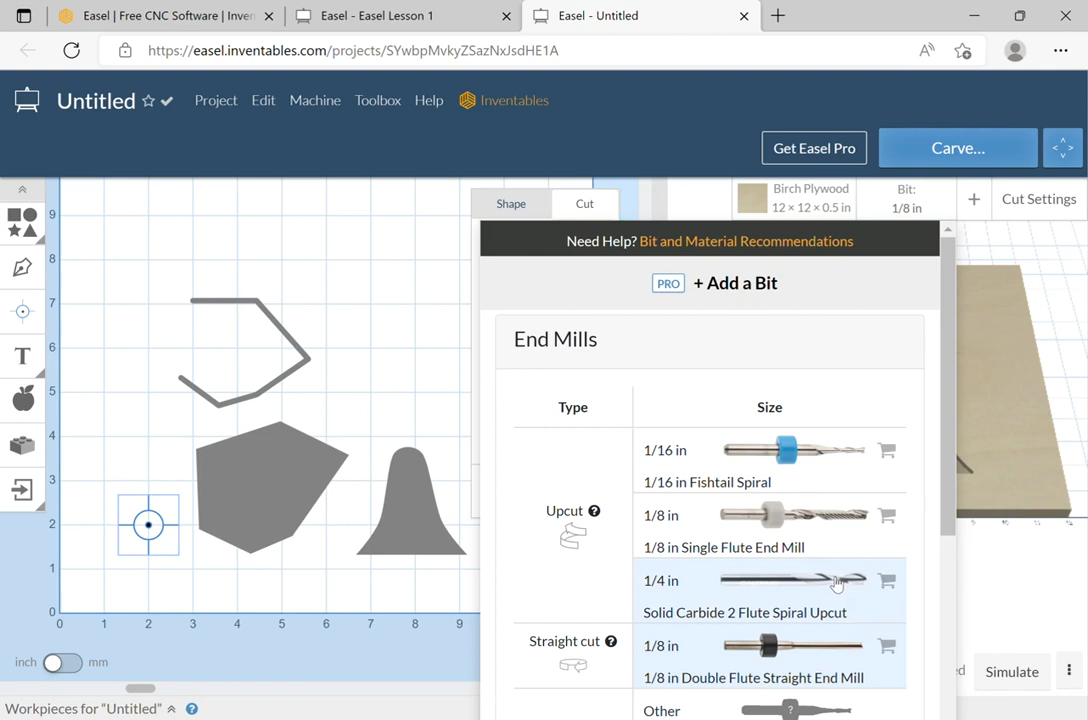 Easel | Free CNC Software | Inven
Easel - Easel Lesson 1
Easel - Untitled
https://easel.inventables.com/projects/SYwbpMvkyZSazNxJsdHE1A
Untitled
Project Edit Machine Toolbox Help Inventables
Get Easel Pro
Carve...
Shape Cut
Birch Plywood
12 × 12 × 0.5 in
Bit:
1/8 in
Cut Settings
Need Help? Bit and Material Recommendations
PRO + Add a Bit
End Mills
Type Size
Upcut
1/16 in
1/16 in Fishtail Spiral
1/8 in
1/8 in Single Flute End Mill
1/4 in
Solid Carbide 2 Flute Spiral Upcut
Straight cut
1/8 in
1/8 in Double Flute Straight End Mill
Other
?
T
9
8
7
6
5
4
3
2
1
0
0 1 2 3 4 5 6 7 8 9
9 10 11 12
inch mm
ed
Simulate
Workpieces for “Untitled” ?